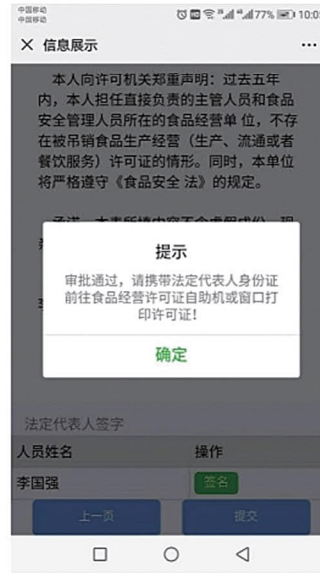 中国移动
中国移动
77%
10:05
信息展示
本人向许可机关郑重声明：过去五年
内，本人担任直接负责的主管人员和食品
安全管理人员所在的食品经营单 位，不存
在被吊销食品生产经营（生产、流通或者
餐饮服务）许可证的情形。同时，本单位
将严格遵守《食品安全 法》的规定。
提示
审批通过，请携带法定代表人身份证
前往食品经营许可证自助机或窗口打
印许可证！
确定
法定代表人签字
人员姓名 操作
李国强 签名
上一页 提交